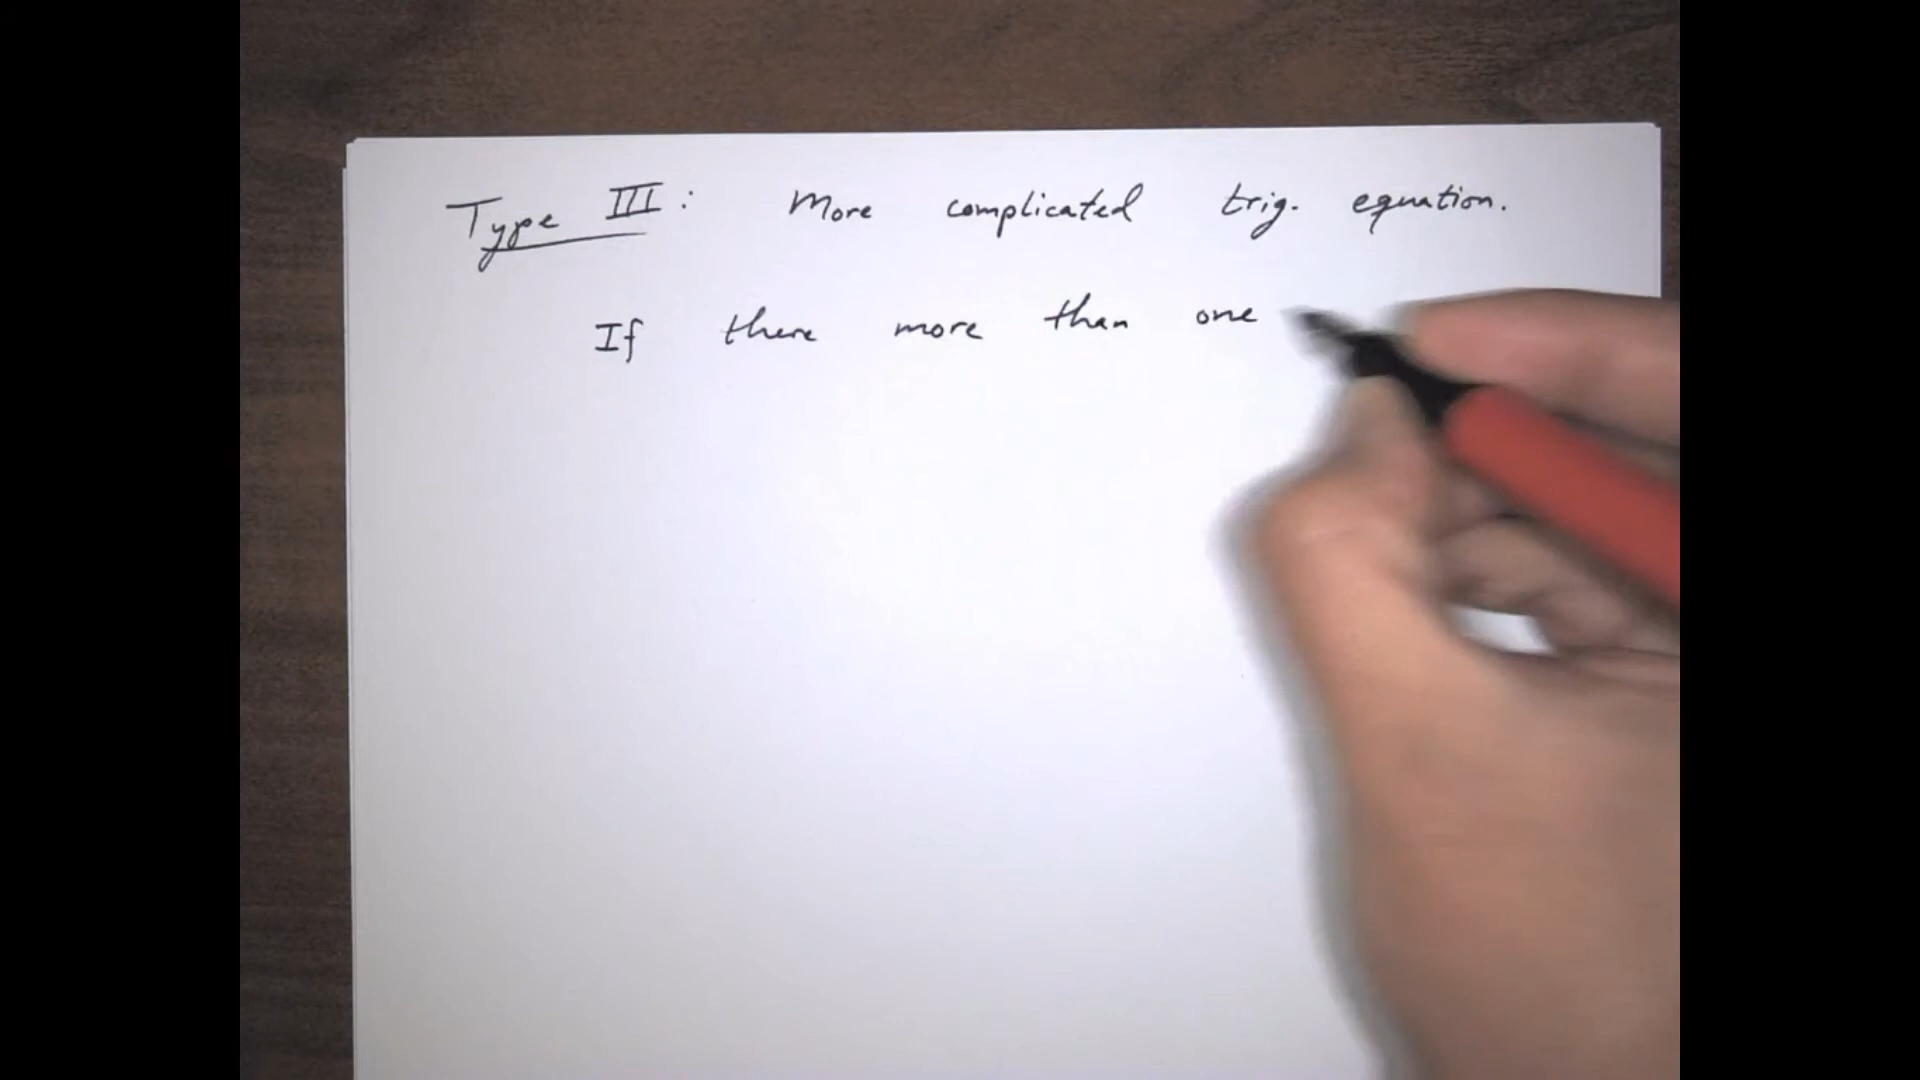 Type III: More complicated trig. equation.
If there more than one